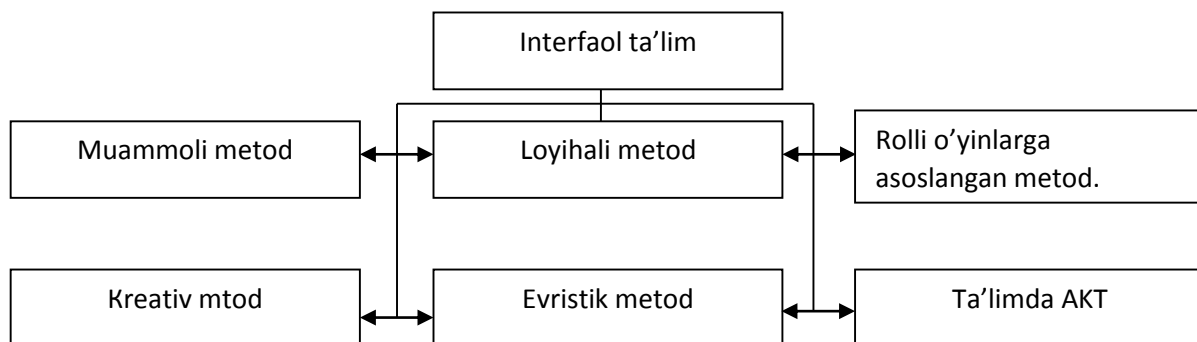 Interfaol ta’lim
Muammoli metod
Loyihali metod
Rolli o’yinlarga
asoslangan metod.
Kreativ mtod
Evristik metod
Ta’limda AKT